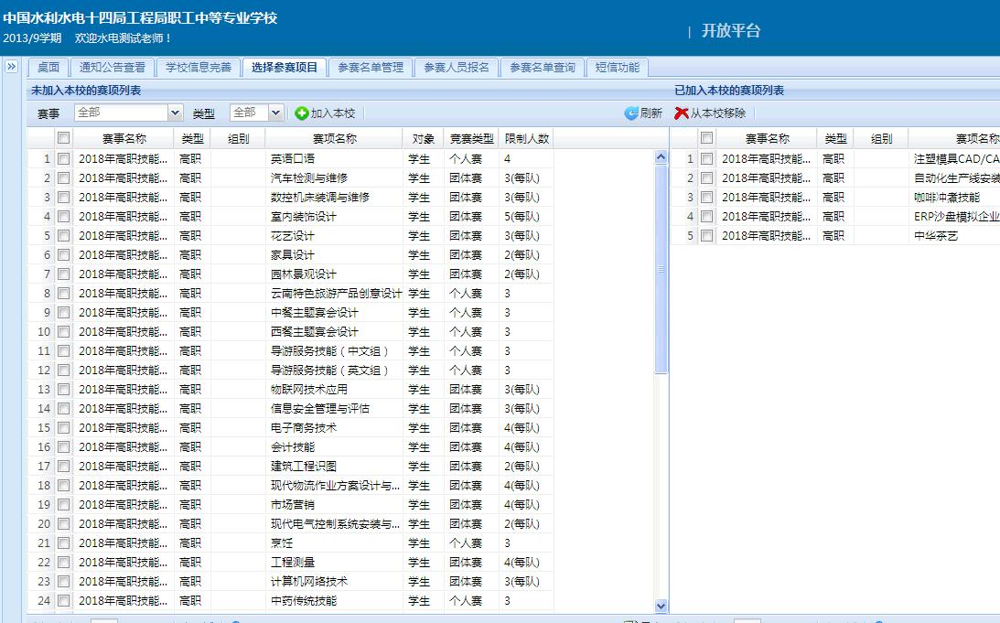 中国水利水电十四局工程局职工中等专业学校
2013/9学期 欢迎水电测试老师！
| 开放平台
桌面 通知公告查看 学校信息完善 选择参赛项目 参赛名单管理 参赛人员报名 参赛名单查询 短信功能
未加入本校的赛项列表
赛事 全部 类型 全部 加入本校 刷新
赛事名称 类型 组别 赛项名称 对象 竞赛类型 限制人数
1 2018年高职技能... 高职 英语口语 学生 个人赛 4
2 2018年高职技能... 高职 汽车检测与维修 学生 团体赛 3(每队)
3 2018年高职技能... 高职 数控机床装调与维修 学生 团体赛 3(每队)
4 2018年高职技能... 高职 室内装饰设计 学生 团体赛 5(每队)
5 2018年高职技能... 高职 花艺设计 学生 团体赛 3(每队)
6 2018年高职技能... 高职 家具设计 学生 团体赛 2(每队)
7 2018年高职技能... 高职 园林景观设计 学生 团体赛 2(每队)
8 2018年高职技能... 高职 云南特色旅游产品创意设计 学生 个人赛 3
9 2018年高职技能... 高职 中餐主题宴会设计 学生 个人赛 3
10 2018年高职技能... 高职 西餐主题宴会设计 学生 个人赛 3
11 2018年高职技能... 高职 导游服务技能（中文组） 学生 个人赛 3
12 2018年高职技能... 高职 导游服务技能（英文组） 学生 个人赛 3
13 2018年高职技能... 高职 物联网技术应用 学生 团体赛 3(每队)
14 2018年高职技能... 高职 信息安全管理与评估 学生 团体赛 3(每队)
15 2018年高职技能... 高职 电子商务技术 学生 团体赛 4(每队)
16 2018年高职技能... 高职 会计技能 学生 团体赛 4(每队)
17 2018年高职技能... 高职 建筑工程识图 学生 团体赛 2(每队)
18 2018年高职技能... 高职 现代物流作业方案设计与... 学生 团体赛 4(每队)
19 2018年高职技能... 高职 市场营销 学生 团体赛 4(每队)
20 2018年高职技能... 高职 现代电气控制系统安装与... 学生 团体赛 2(每队)
21 2018年高职技能... 高职 烹饪 学生 个人赛 3
22 2018年高职技能... 高职 工程测量 学生 团体赛 4(每队)
23 2018年高职技能... 高职 计算机网络技术 学生 团体赛 3(每队)
24 2018年高职技能... 高职 中药传统技能 学生 个人赛 3
已加入本校的赛项列表
从本校移除
赛事名称 类型 组别 赛项名称
1 2018年高职技能... 高职 注塑模具CAD/CA
2 2018年高职技能... 高职 自动化生产线安装
3 2018年高职技能... 高职 咖啡冲煮技能
4 2018年高职技能... 高职 ERP沙盘模拟企业
5 2018年高职技能... 高职 中华茶艺